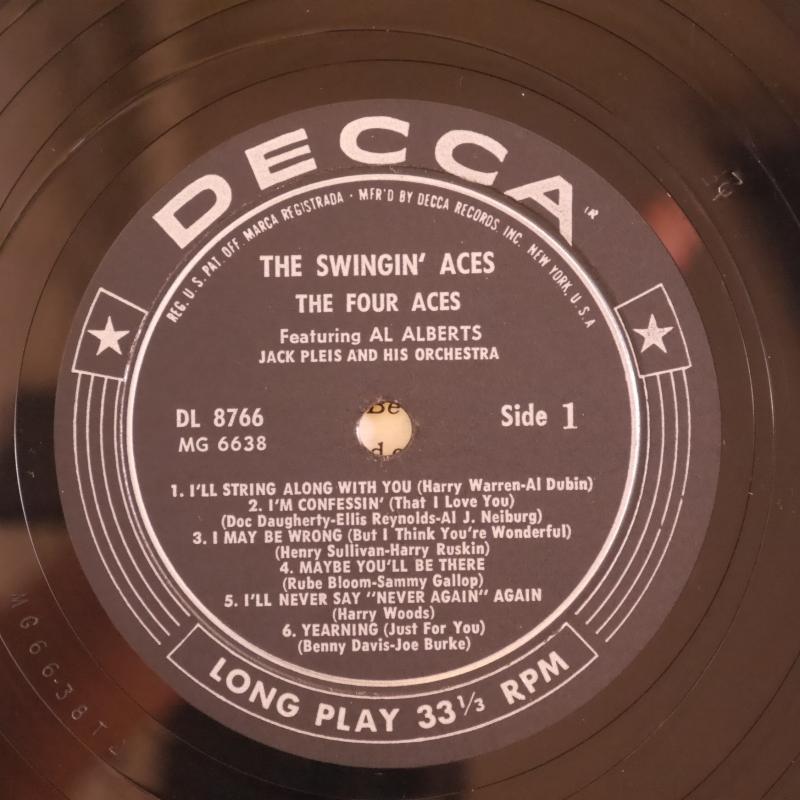 DECCA
REG. U.S. PAT. OFF. MARCA REGISTRADA · MFR'D BY DECCA RECORDS, INC. NEW YORK, U.S.A
THE SWINGIN' ACES
THE FOUR ACES
Featuring AL ALBERTS
JACK PLEIS AND HIS ORCHESTRA
Be
DL 8766
Side 1
MG 6638
1. I'LL STRING ALONG WITH YOU (Harry Warren-Al Dubin)
2. I'M CONFESSIN' (That I Love You)
(Doc Daugherty-Ellis Reynolds-Al J. Neiburg)
3. I MAY BE WRONG (But I Think You're Wonderful)
(Henry Sullivan-Harry Ruskin)
4. MAYBE YOU'LL BE THERE
(Rube Bloom-Sammy Gallop)
5. I'LL NEVER SAY "NEVER AGAIN" AGAIN
(Harry Woods)
6. YEARNING (Just For You)
(Benny Davis-Joe Burke)
LONG PLAY 33⅓ RPM
MG6638T